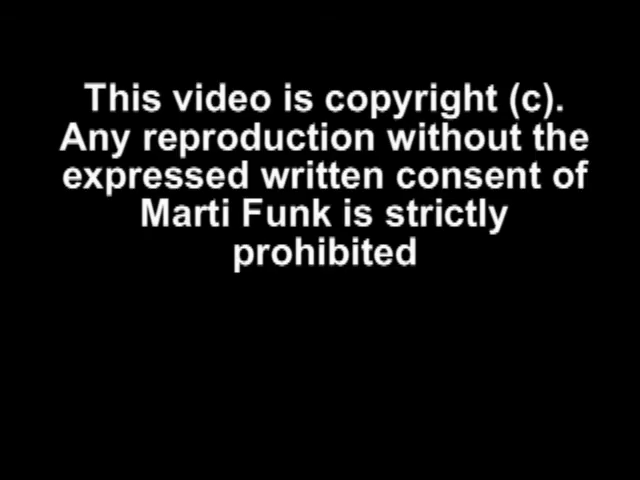 This video is copyright (c).
Any reproduction without the
expressed written consent of
Marti Funk is strictly
prohibited